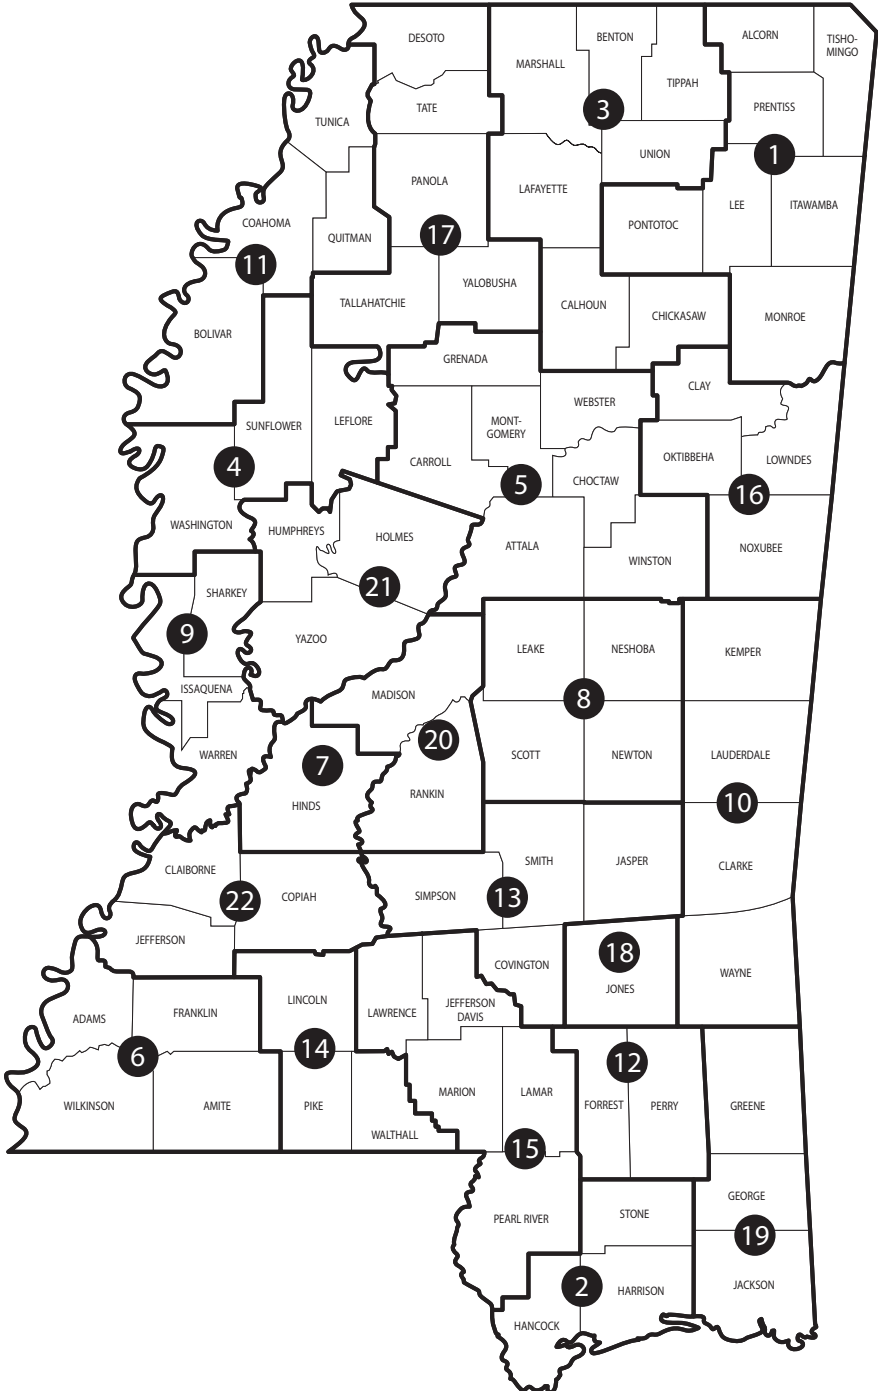 DESOTO
BENTON
ALCORN
TISHO-
MINGO
MARSHALL
TIPPAH
TATE
PRENTISS
3
TUNICA
UNION
1
PANOLA
LAFAYETTE
LEE
ITAWAMBA
COAHOMA
QUITMAN
17
PONTOTOC
11
YALOBUSHA
TALLAHATCHIE
CALHOUN
CHICKASAW
MONROE
BOLIVAR
GRENADA
CLAY
WEBSTER
SUNFLOWER
LEFLORE
MONT-
GOMERY
CARROLL
OKTIBBEHA
LOWNDES
4
5
CHOCTAW
16
WASHINGTON
HUMPHREYS
HOLMES
ATTALA
WINSTON
NOXUBEE
SHARKEY
21
9
YAZOO
LEAKE
NESHOBA
KEMPER
ISSAQUENA
MADISON
8
WARREN
20
SCOTT
NEWTON
LAUDERDALE
7
HINDS
RANKIN
10
CLAIBORNE
SMITH
JASPER
CLARKE
22
COPIAH
SIMPSON
13
JEFFERSON
COVINGTON
18
JONES
WAYNE
ADAMS
FRANKLIN
LINCOLN
LAWRENCE
JEFFERSON
DAVIS
6
14
12
WILKINSON
AMITE
PIKE
MARION
LAMAR
FORREST
PERRY
GREENE
WALTHALL
15
PEARL RIVER
STONE
GEORGE
19
2
HARRISON
JACKSON
HANCOCK